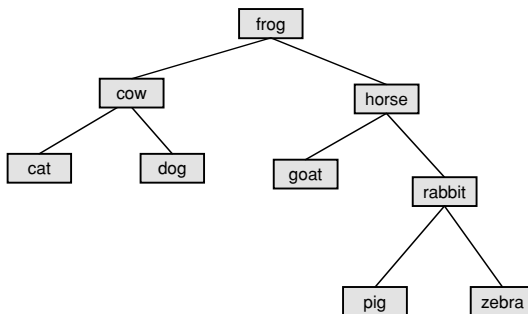 frog
cow
horse
cat
dog
goat
rabbit
pig
zebra